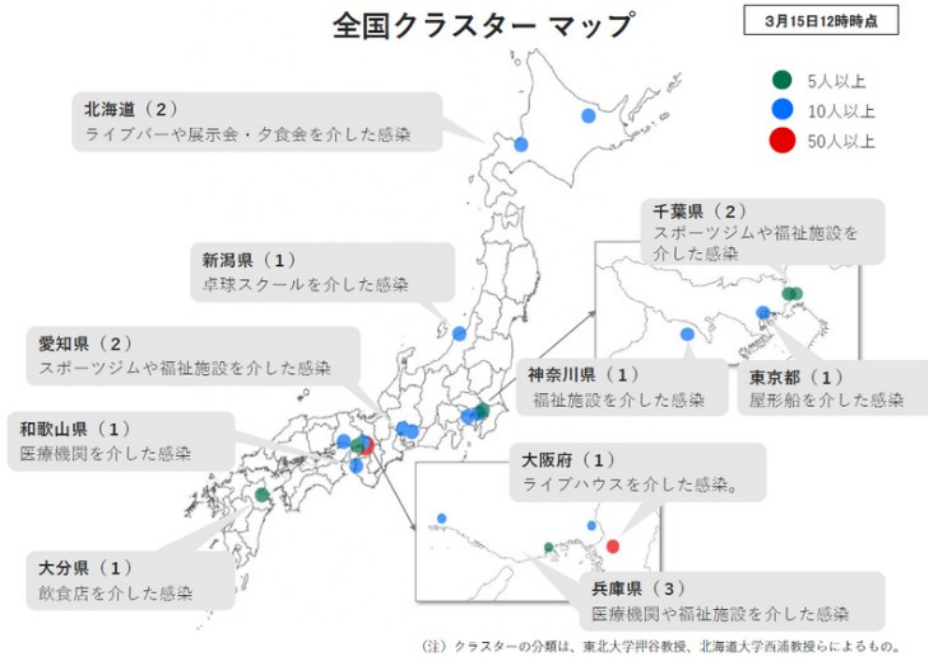 全国クラスター マップ
3月15日12時時点
5人以上
10人以上
50人以上
北海道（2）
ライブバーや展示会・夕食会を介した感染
千葉県（2）
スポーツジムや福祉施設を
介した感染
新潟県（1）
卓球スクールを介した感染
愛知県（2）
スポーツジムや福祉施設を介した感染
神奈川県（1）
福祉施設を介した感染
東京都（1）
屋形船を介した感染
和歌山県（1）
医療機関を介した感染
大阪府（1）
ライブハウスを介した感染。
大分県（1）
飲食店を介した感染
兵庫県（3）
医療機関や福祉施設を介した感染
（注）クラスターの分類は、東北大学押谷教授、北海道大学西浦教授らによるもの。